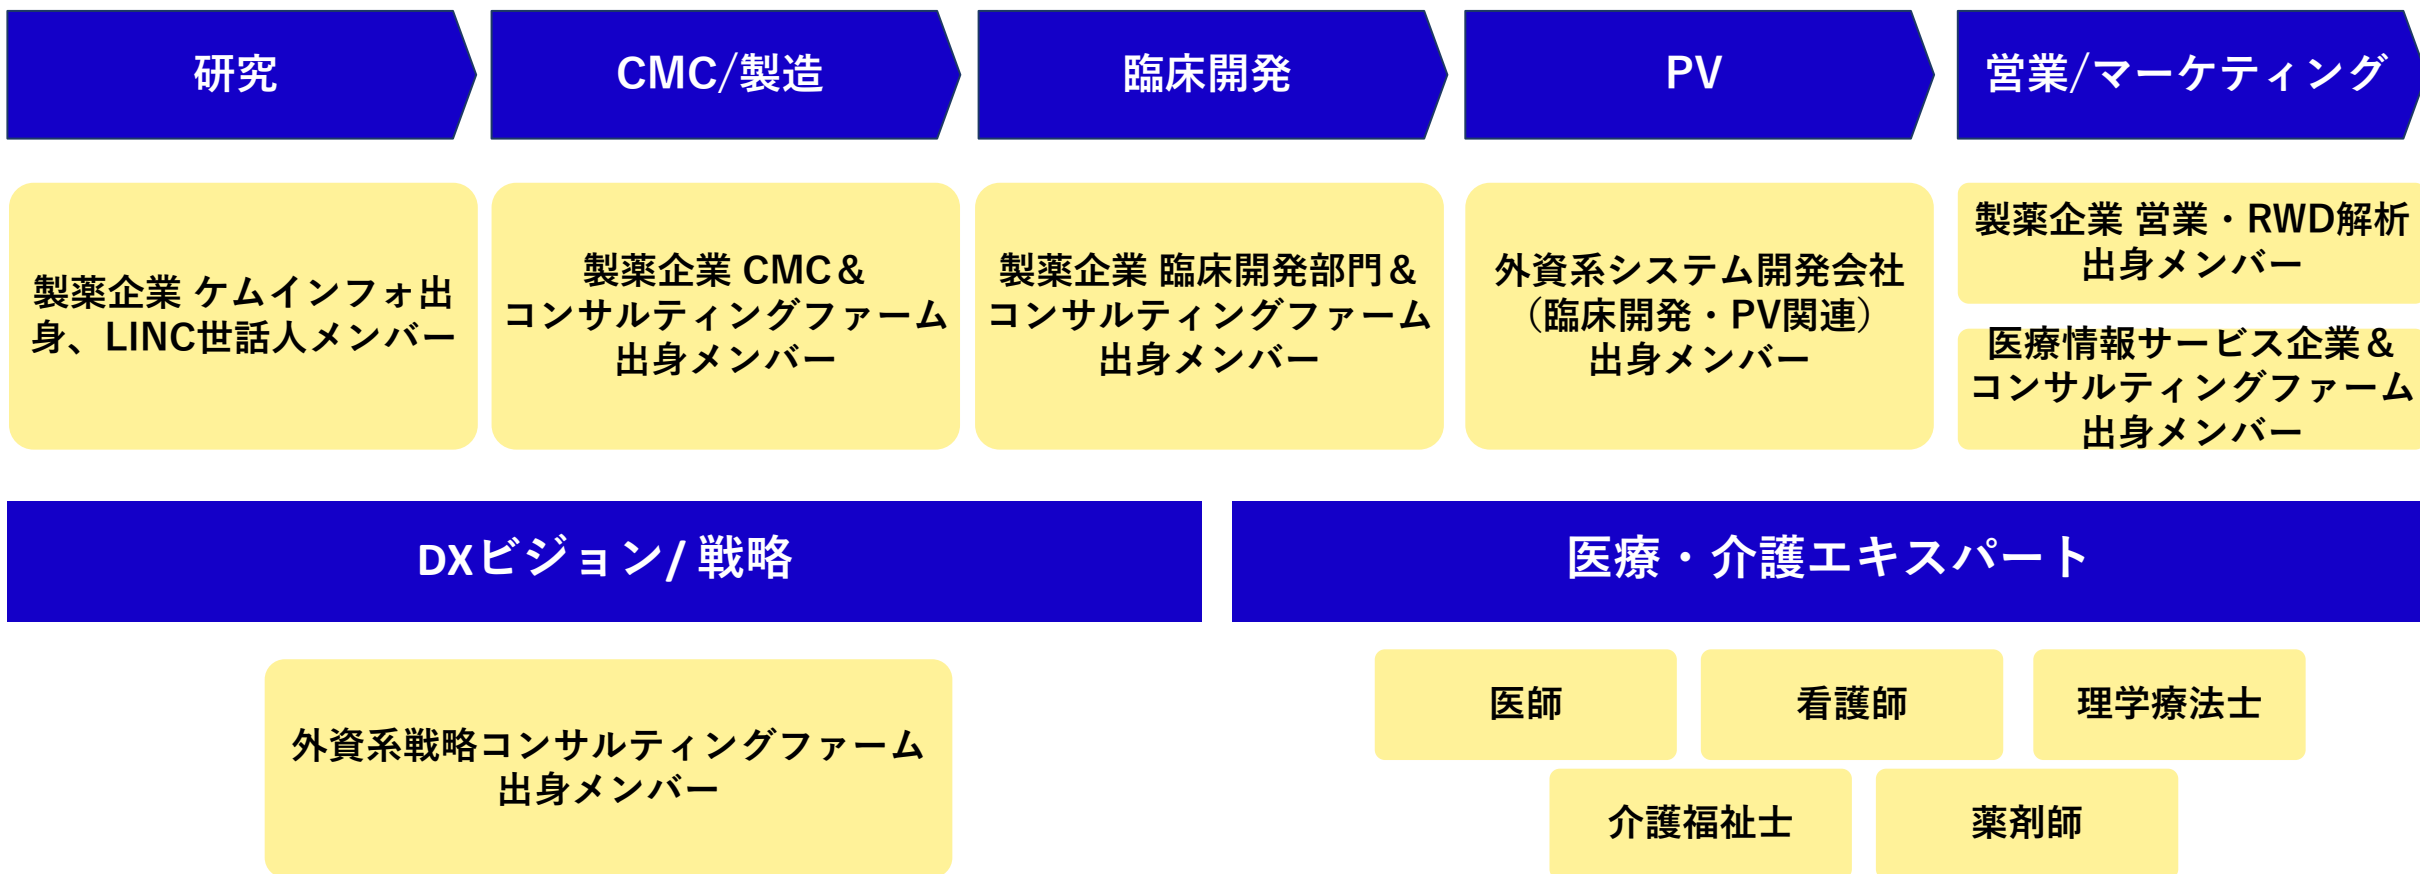 研究
CMC/製造
臨床開発
PV
営業/マーケティング
製薬企業 ケムインフォ出
身、LINC世話人メンバー
製薬企業 CMC＆
コンサルティングファーム
出身メンバー
製薬企業 臨床開発部門＆
コンサルティングファーム
出身メンバー
外資系システム開発会社
（臨床開発・PV関連）
出身メンバー
製薬企業 営業・RWD解析
出身メンバー
医療情報サービス企業＆
コンサルティングファーム
出身メンバー
DXビジョン/ 戦略
外資系戦略コンサルティングファーム
出身メンバー
医療・介護エキスパート
医師
看護師
理学療法士
介護福祉士
薬剤師